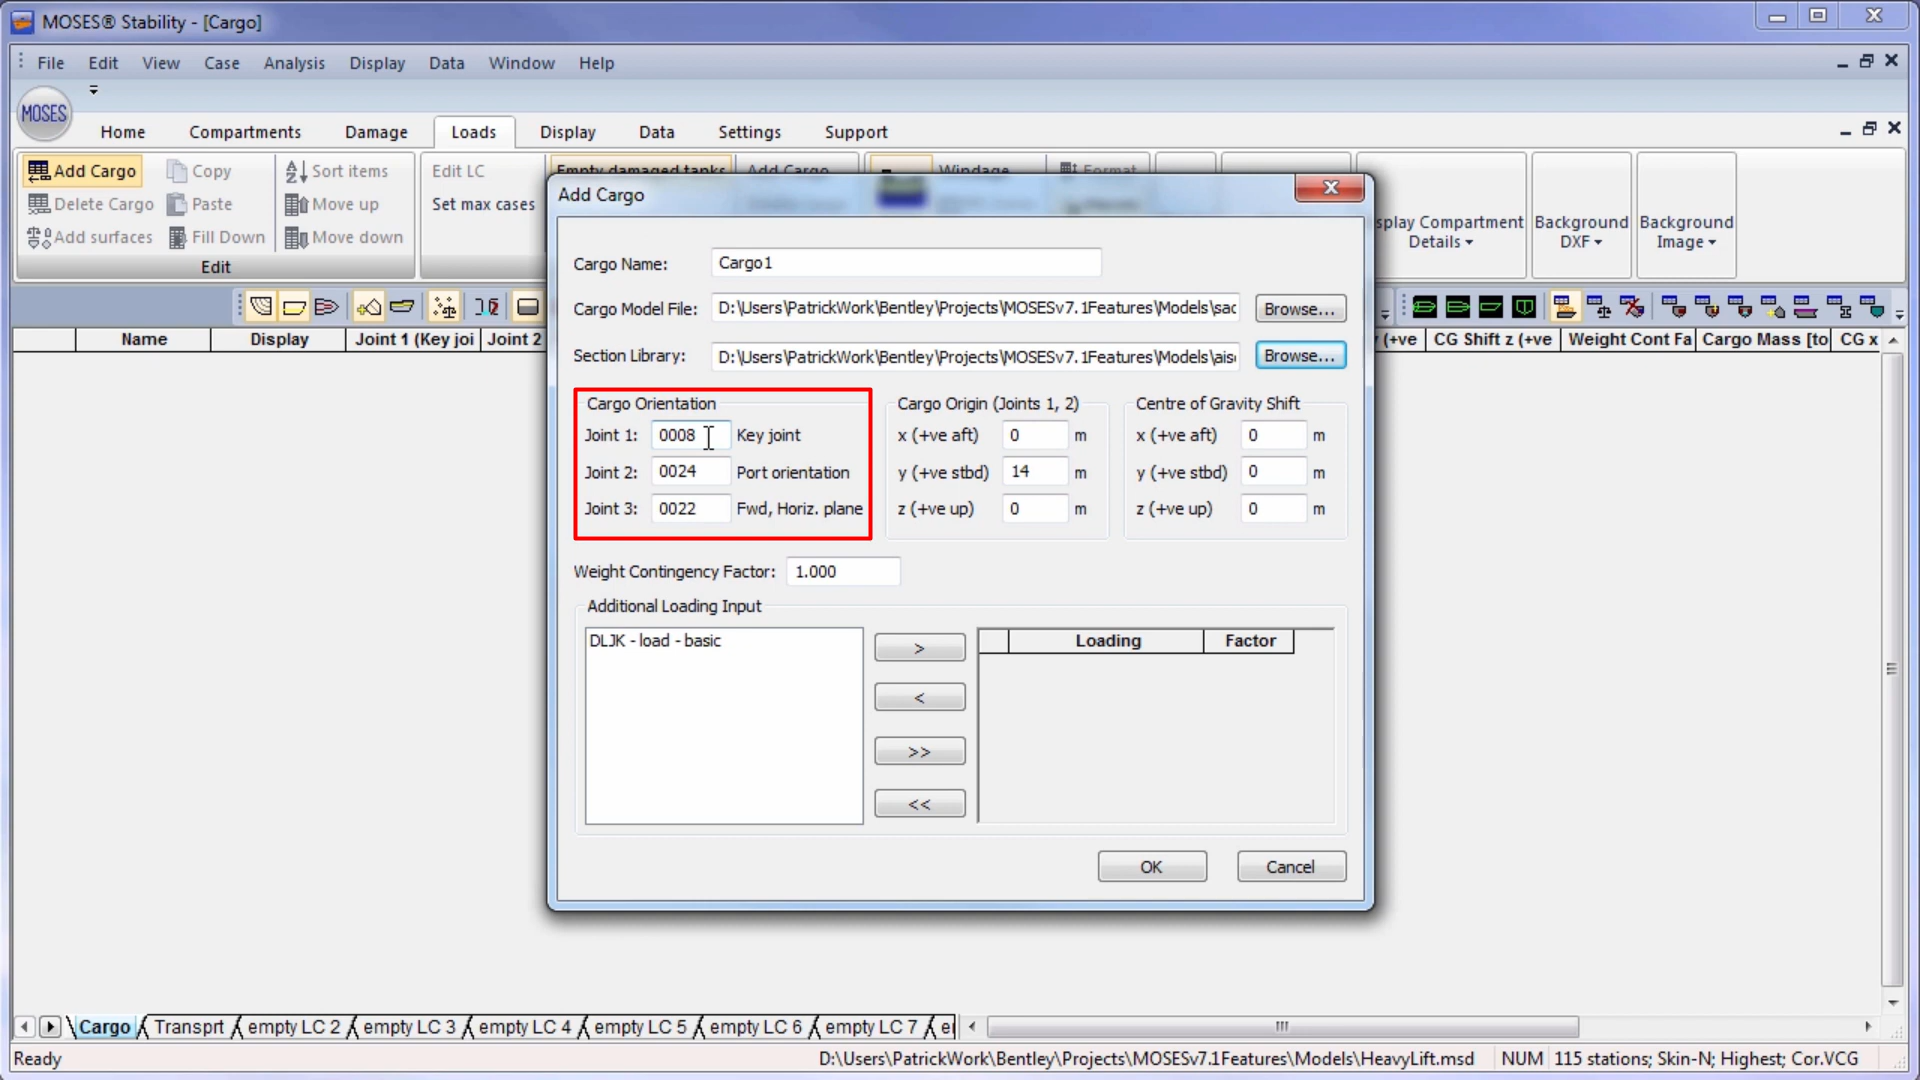 MOSES® Stability - [Cargo]
File Edit View Case Analysis Display Data Window Help
MOSES
Home Compartments Damage Loads Display Data Settings Support
Add Cargo Copy Sort items Edit LC Empty damaged tanks Add Cargo Windage Format
Delete Cargo Paste Move up Set max cases
Add surfaces Fill Down Move down
Edit
splay Compartment Details
Background DXF
Background Image
Name Display Joint 1 (Key joi Joint 2
(+ve CG Shift z (+ve Weight Cont Fa Cargo Mass [to CG x
Add Cargo
Cargo Name: Cargo1
Cargo Model File: D:\Users\PatrickWork\Bentley\Projects\MOSESv7.1Features\Models\sac Browse...
Section Library: D:\Users\PatrickWork\Bentley\Projects\MOSESv7.1Features\Models\ais Browse...
Cargo Orientation
Joint 1: 0008 Key joint
Joint 2: 0024 Port orientation
Joint 3: 0022 Fwd, Horiz. plane
Cargo Origin (Joints 1, 2)
x (+ve aft) 0 m
y (+ve stbd) 14 m
z (+ve up) 0 m
Centre of Gravity Shift
x (+ve aft) 0 m
y (+ve stbd) 0 m
z (+ve up) 0 m
Weight Contingency Factor: 1.000
Additional Loading Input
DLJK - load - basic
>
<
>>
<<
Loading Factor
OK Cancel
Cargo Transprt empty LC 2 empty LC 3 empty LC 4 empty LC 5 empty LC 6 empty LC 7 e
Ready D:\Users\PatrickWork\Bentley\Projects\MOSESv7.1Features\Models\HeavyLift.msd NUM 115 stations; Skin-N; Highest; Cor.VCG